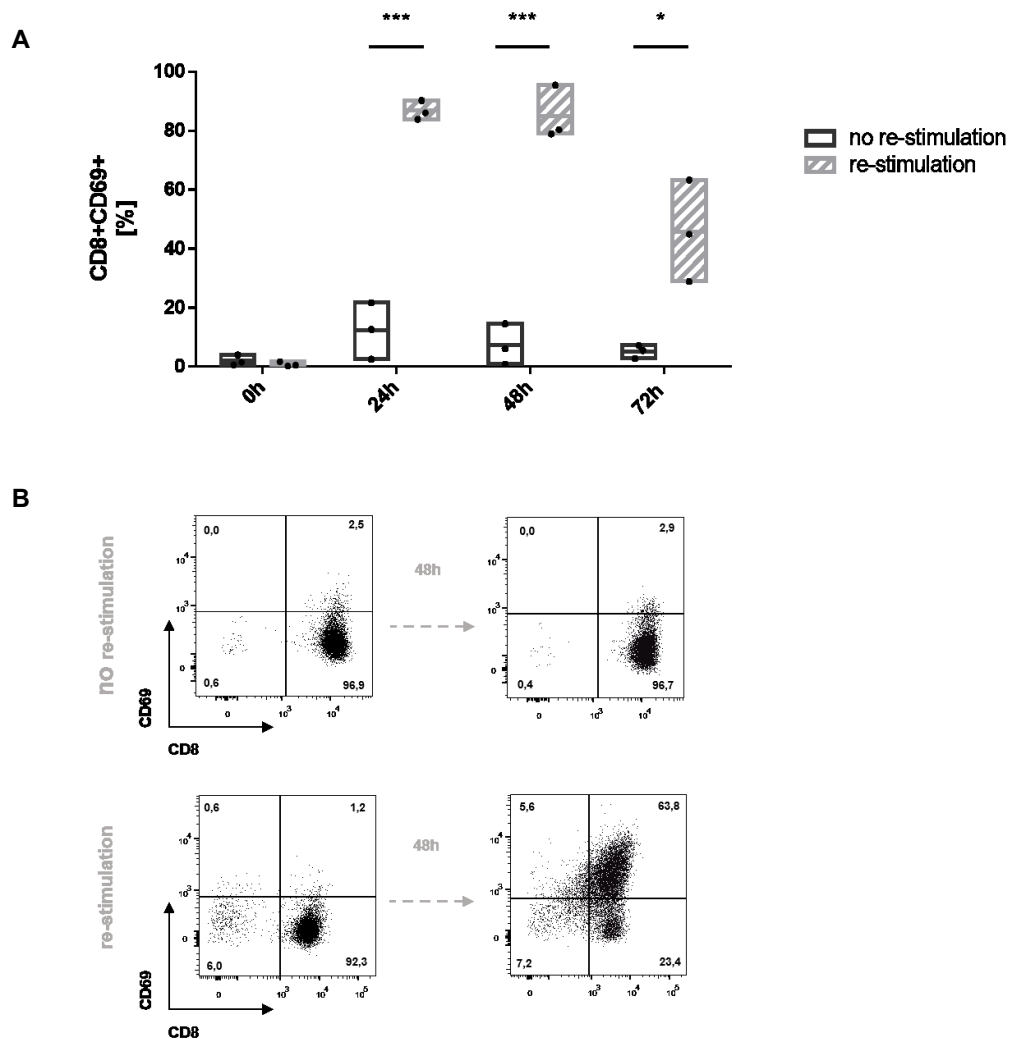 A
*** *** *
CD8+CD69+
[%]
100
80
60
40
20
0
0h 24h 48h 72h
no re-stimulation
re-stimulation
B
no re-stimulation
0,0 2,5
10^4
10^3
0
0,6 96,9
0 10^3 10^4
CD69
CD8
48h
0,0 2,9
10^4
10^3
0
0,4 96,7
0 10^3 10^4
re-stimulation
0,6 1,2
10^4
10^3
0
6,0 92,3
0 10^3 10^4 10^5
CD69
CD8
48h
5,6 63,8
10^4
10^3
0
7,2 23,4
0 10^3 10^4 10^5